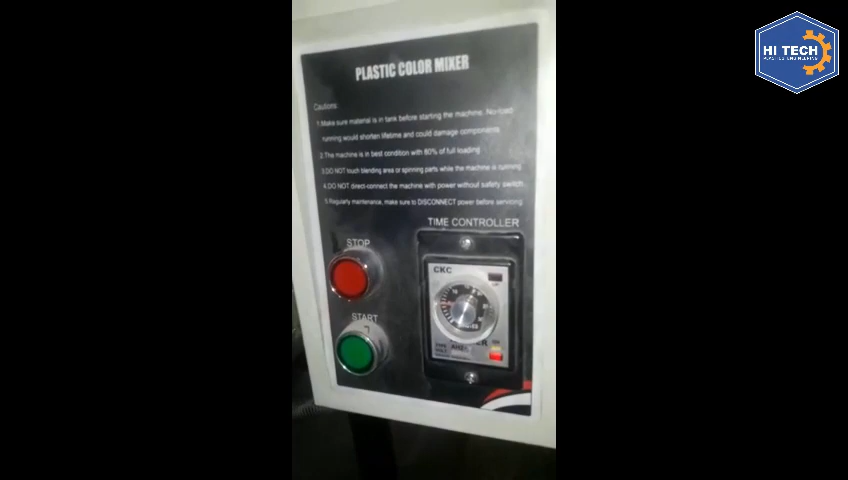 HI TECH
PLASTICS ENGINEERING
PLASTIC COLOR MIXER
Cautions:
1.Make sure material is in tank before starting the machine. No-load
running would shorten lifetime and could damage components
2.The machine is in best condition with 80% of full loading
3.DO NOT touch blending area or spinning parts while the machine is running
4.DO NOT direct-connect the machine with power without safety switch
5.Regularly maintenance, make sure to DISCONNECT power before servicing.
TIME CONTROLLER
STOP
CKC
START